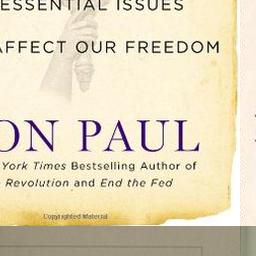 ESSENTIAL ISSUES
AFFECT OUR FREEDOM
ON PAUL
York Times Bestselling Author of
Revolution and End the Fed
Copyrighted Material